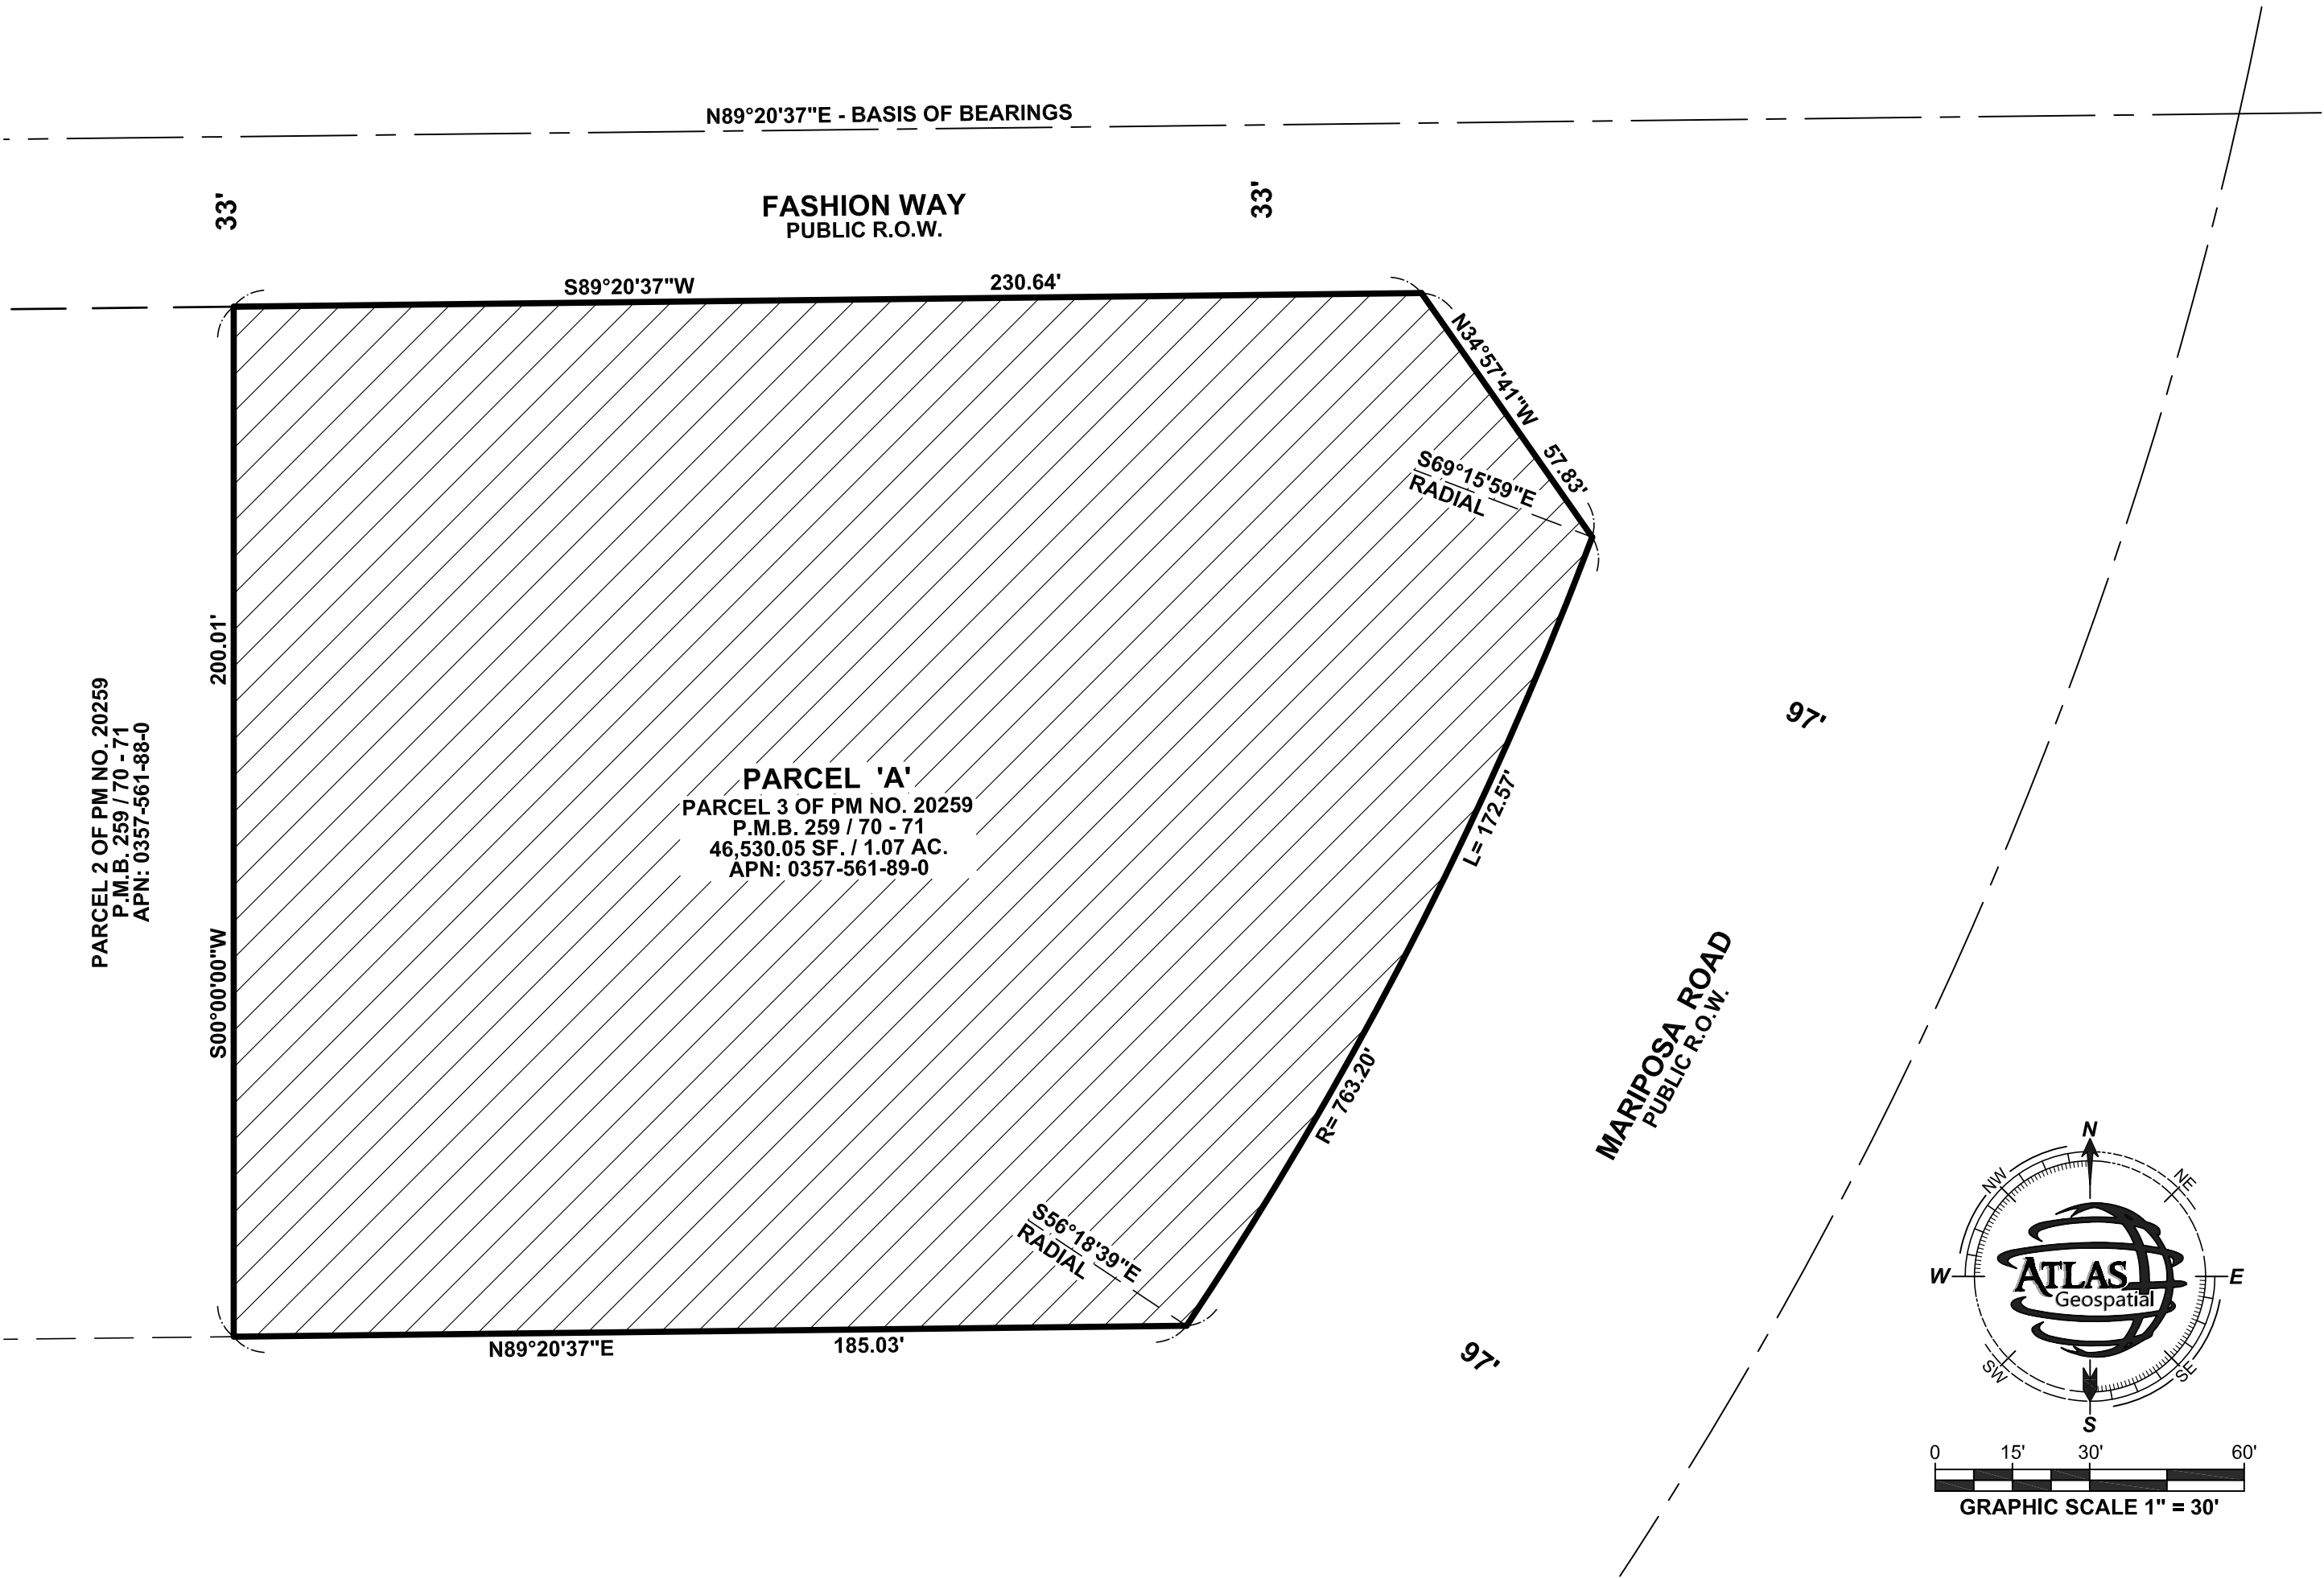 N89°20'37"E - BASIS OF BEARINGS
33'
33'
FASHION WAY
PUBLIC R.O.W.
S89°20'37"W
230.64'
N34°57'41"W
57.83'
S69°15'59"E
RADIAL
200.01'
S00°00'00"W
PARCEL 2 OF PM NO. 20259
P.M.B. 259 / 70 - 71
APN: 0357-561-88-0
PARCEL 'A'
PARCEL 3 OF PM NO. 20259
P.M.B. 259 / 70 - 71
46,530.05 SF. / 1.07 AC.
APN: 0357-561-89-0
97'
L= 172.57'
R= 763.20'
MARIPOSA ROAD
PUBLIC R.O.W.
S56°18'39"E
RADIAL
N89°20'37"E
185.03'
97'
N
NW
NE
W
E
ATLAS
Geospatial
SW
SE
S
0 15' 30' 60'
GRAPHIC SCALE 1" = 30'